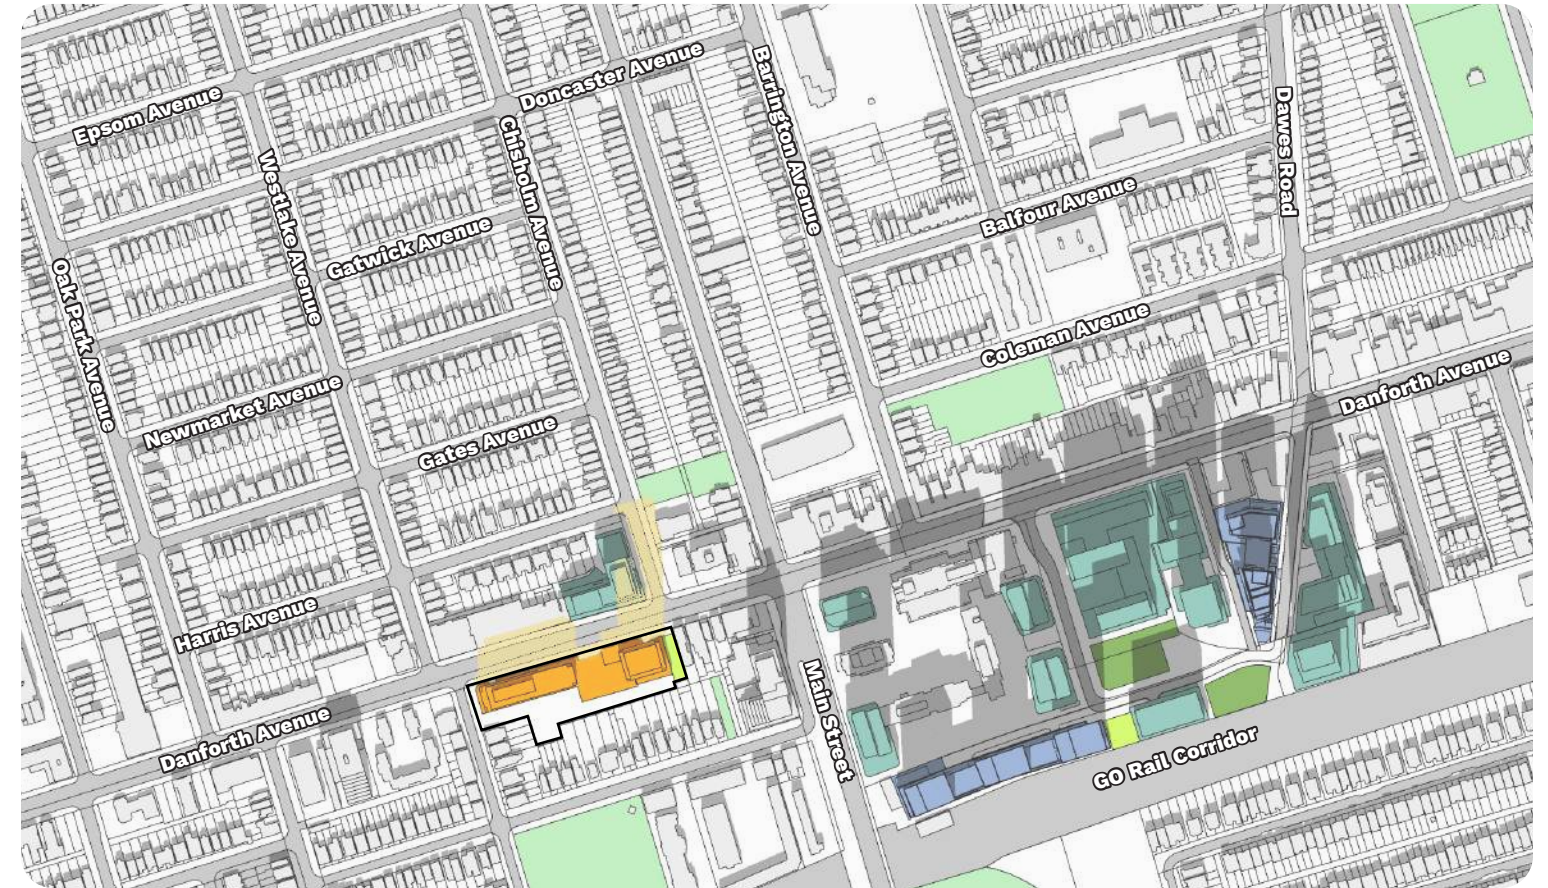 Epsom Avenue
Doncaster Avenue
Barrington Avenue
Dawes Road
Chisholm Avenue
Westlake Avenue
Balfour Avenue
Gatwick Avenue
Oak Park Avenue
Coleman Avenue
Newmarket Avenue
Danforth Avenue
Gates Avenue
Harris Avenue
Danforth Avenue
Main Street
GO Rail Corridor